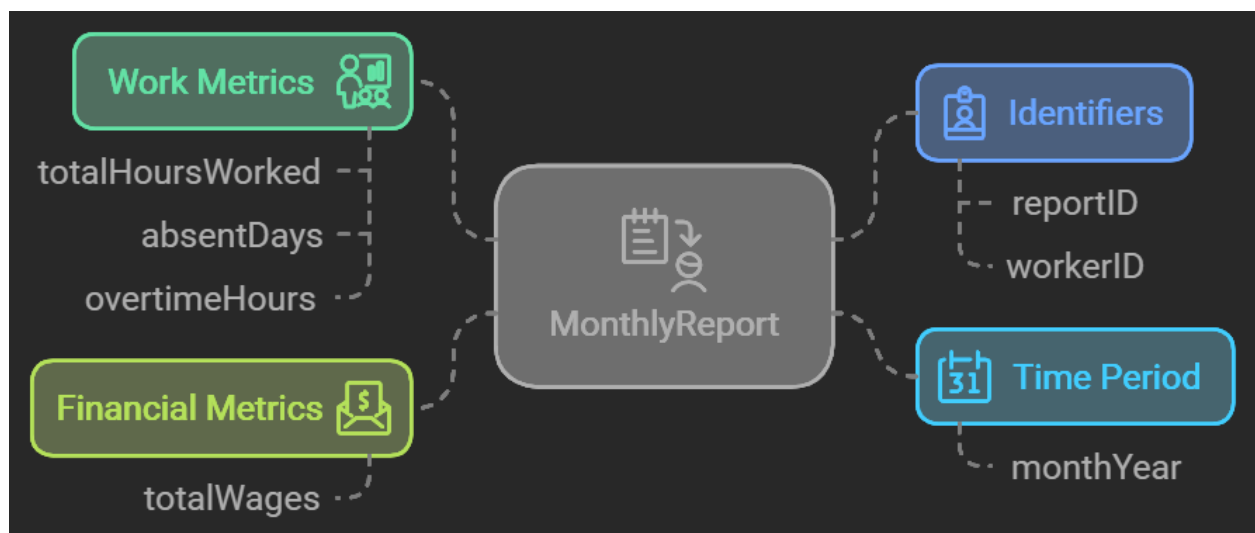 Work Metrics
totalHoursWorked
absentDays
overtimeHours
Financial Metrics
$
totalWages
MonthlyReport
Identifiers
reportID
workerID
31
Time Period
monthYear